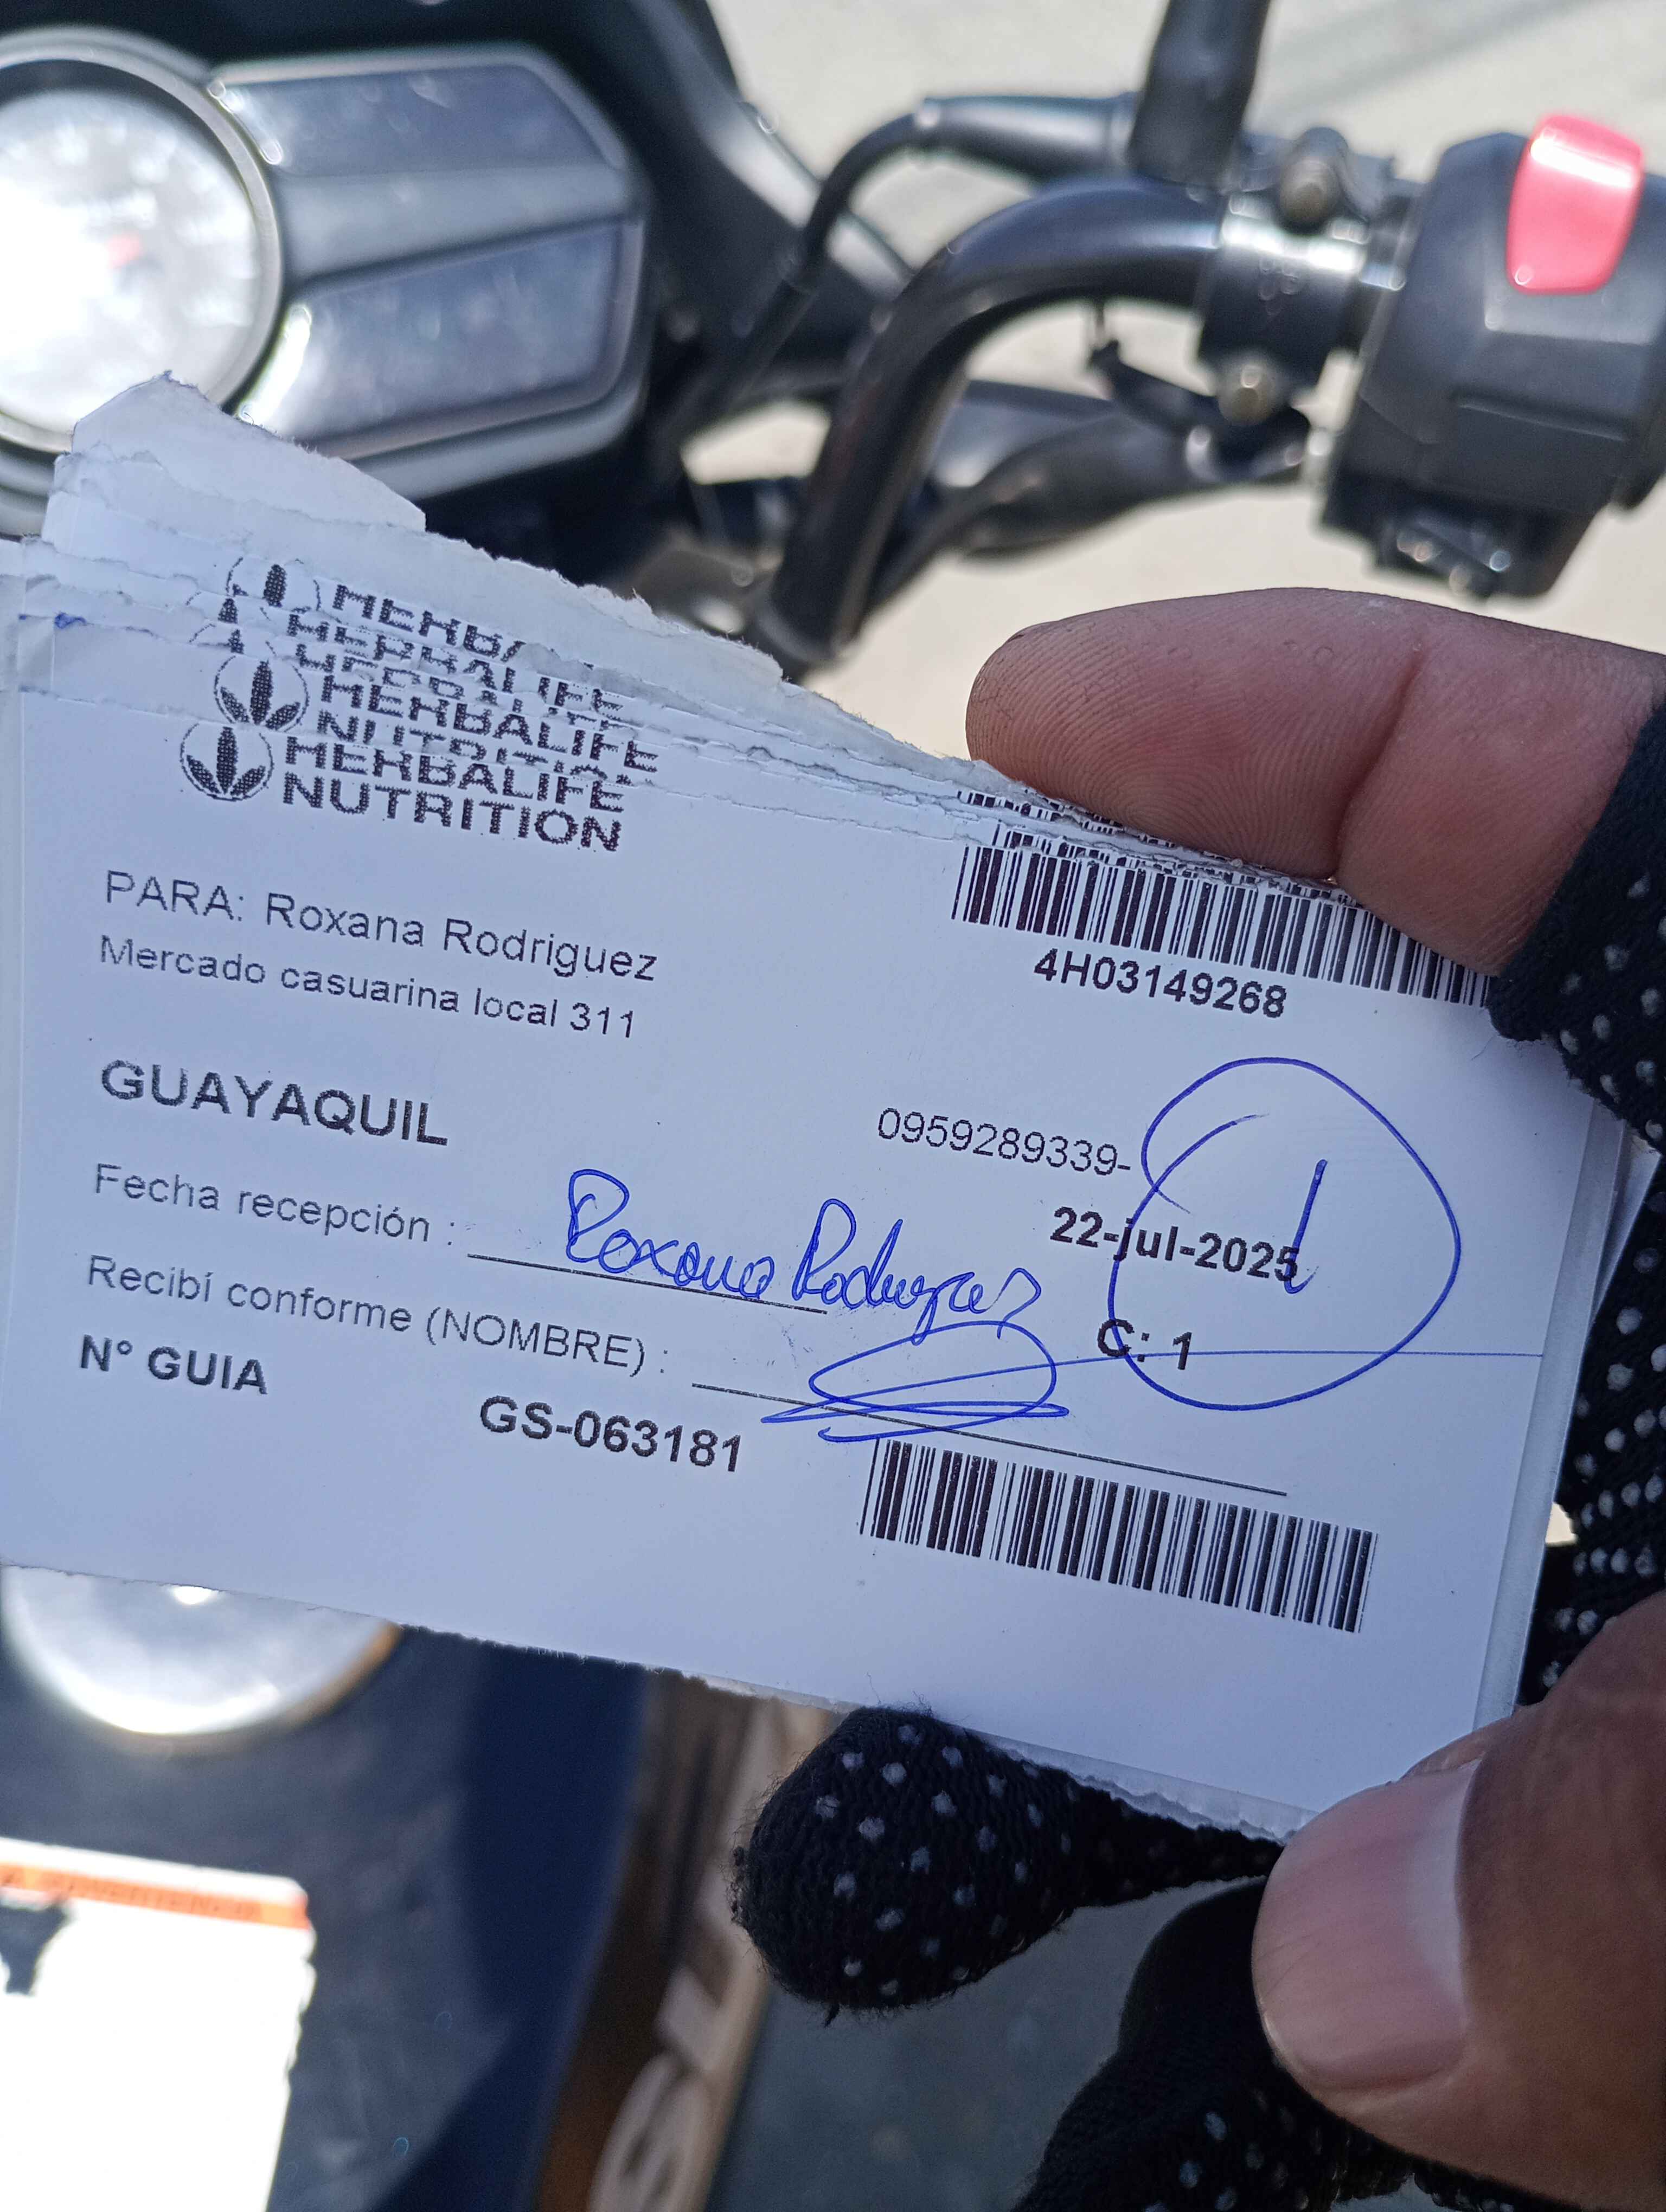 HERBALIFE
NUTRITION
4H03149268
PARA: Roxana Rodriguez
Mercado casuarina local 311
GUAYAQUIL
0959289339-
22-jul-2025
1
Fecha recepción :
Roxana Rodriguez
Recibí conforme (NOMBRE) :
C: 1
N° GUIA
GS-063181